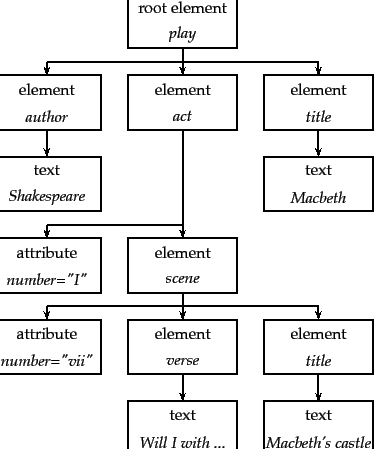 root element
play
element
author
element
act
element
title
text
Shakespeare
text
Macbeth
attribute
number="I"
element
scene
attribute
number="vii"
element
verse
element
title
text
Will I with ...
text
Macbeth's castle